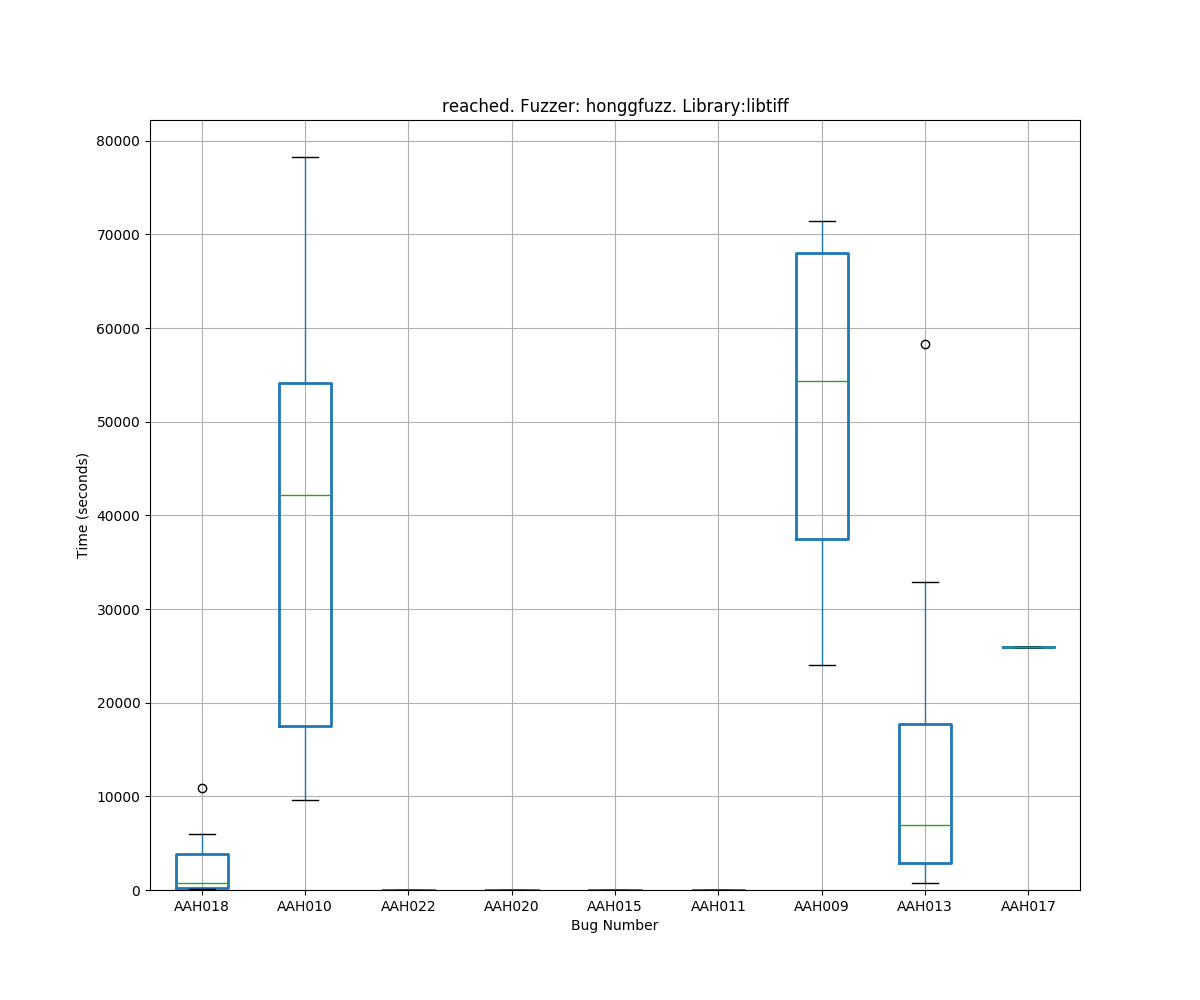 reached. Fuzzer: honggfuzz. Library:libtiff
80000
70000
60000
50000
40000
30000
20000
10000
0
Time (seconds)
AAH018 AAH010 AAH022 AAH020 AAH015 AAH011 AAH009 AAH013 AAH017
Bug Number